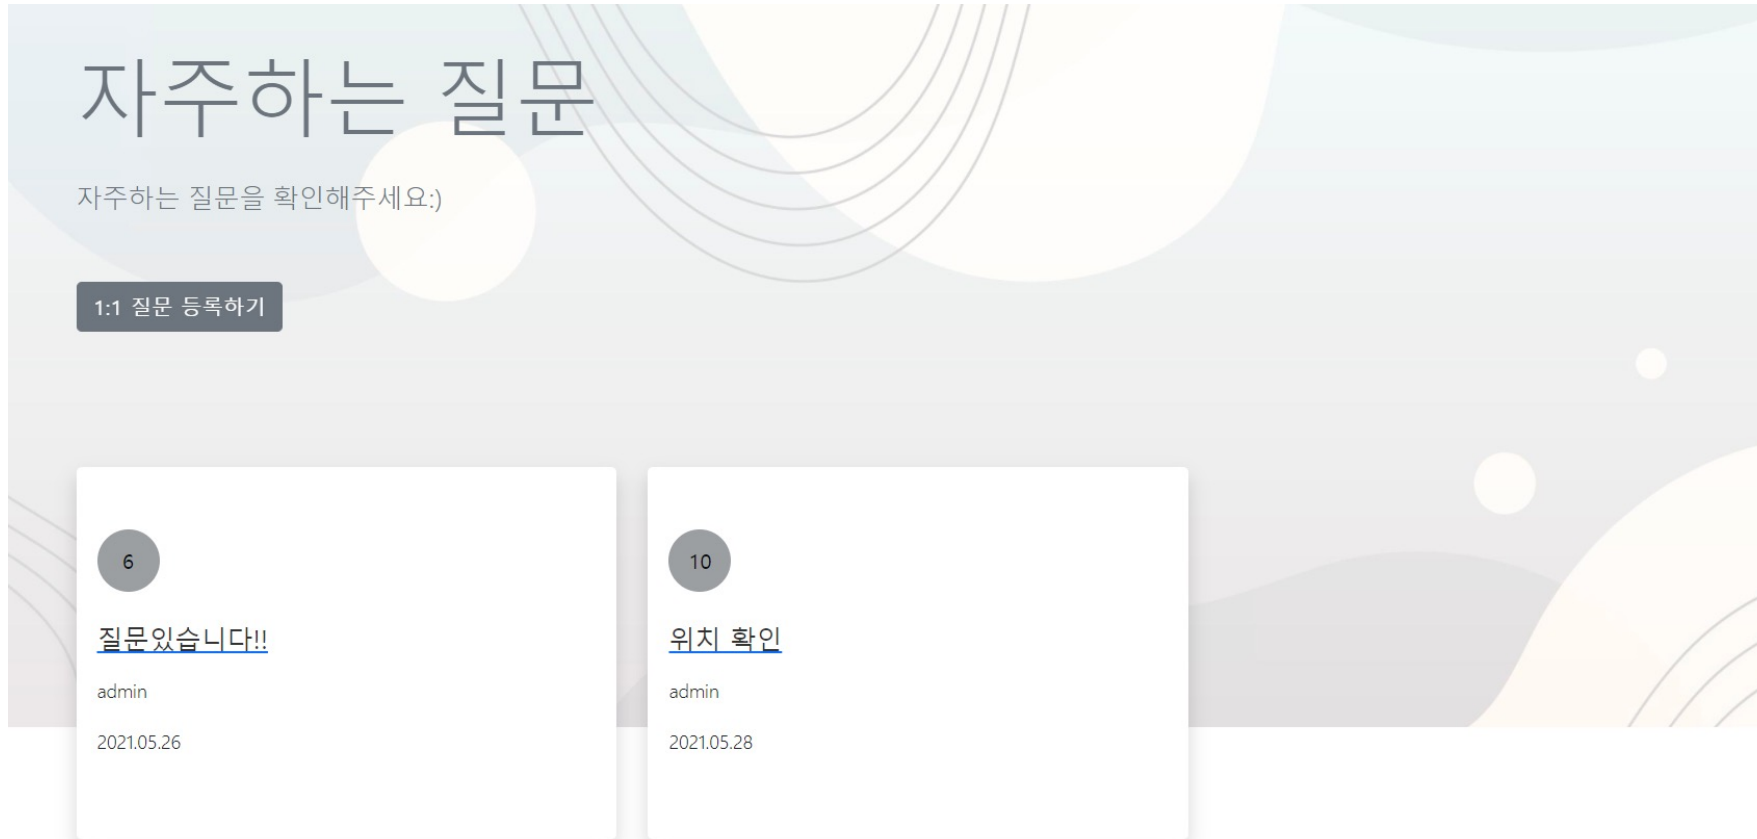 자주하는 질문
자주하는 질문을 확인해주세요:)
1:1 질문 등록하기
6
질문있습니다!!
admin
2021.05.26
10
위치 확인
admin
2021.05.28